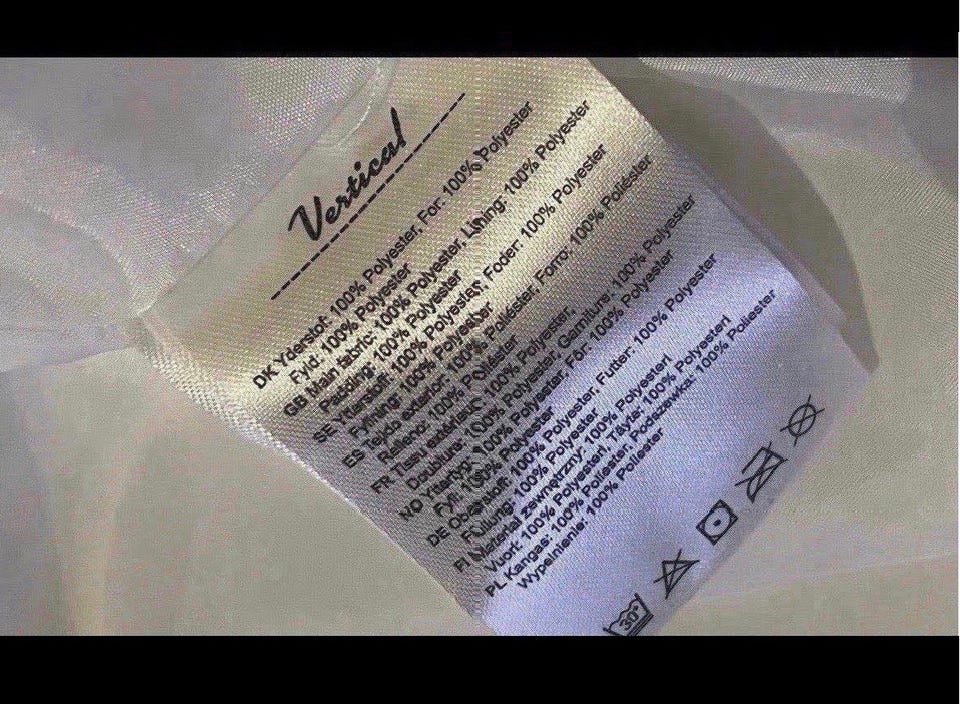 Vertical
DK Yderstof: 100% Polyester, For: 100% Polyester
Fyld: 100% Polyester
GB Main fabric: 100% Polyester, Lining: 100% Polyester
Padding: 100% Polyester
SE Yttersoft: 100% Polyester, Foder: 100% Polyester
Fyllning: 100% Polyester
ES Tejido exterior: 100% Poliéster, Forro: 100% Poliéster
Relleno: 100% Poliéster
FR Tissu extérieur: 100% Polyester, Garniture: 100% Polyester
Doublure: 100% Polyester
NO Ytterstoff: 100% Polyester, Fôr: 100% Polyester
Fyll: 100% Polyester
DE Oberstoff: 100% Polyester, Futter: 100% Polyester
Füllung: 100% Polyester
FI Material zewnętrzny: 100% Polyesteri
Vuori: 100% Polyesteri, Täyte: 100% Polyesteri
PL Kangas: 100% Poliester, Podszewka: 100% Poliester
Wypełnienie: 100% Poliester
30°